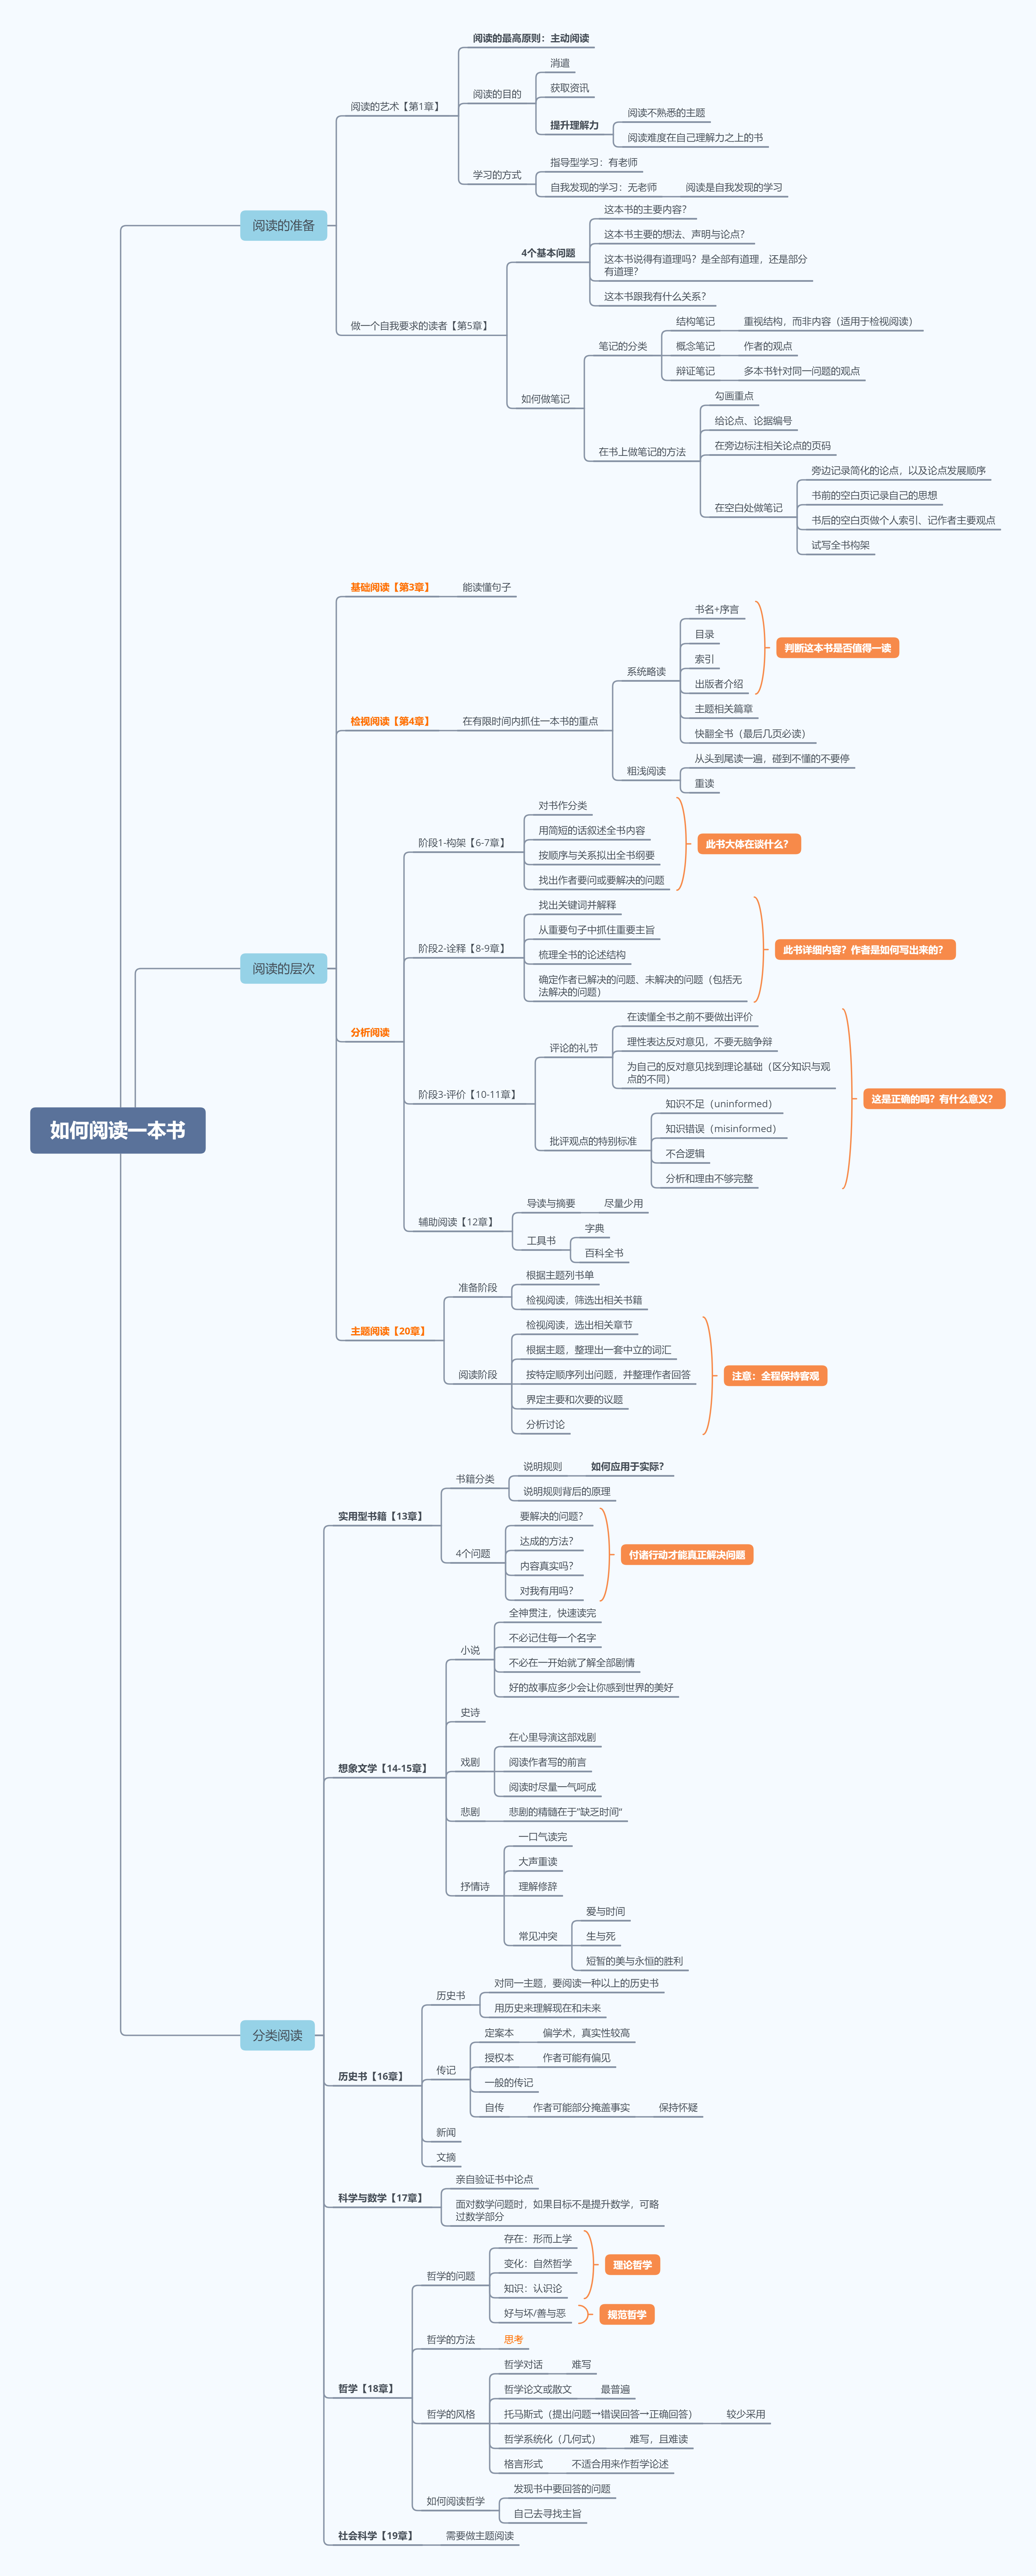 如何阅读一本书
阅读的准备
阅读的艺术【第1章】
阅读的最高原则：主动阅读
阅读的目的
消遣
获取资讯
提升理解力
阅读不熟悉的主题
阅读难度在自己理解力之上的书
学习的方式
指导型学习：有老师
自我发现的学习：无老师
阅读是自我发现的学习
做一个自我要求的读者【第5章】
4个基本问题
这本书的主要内容？
这本书主要的想法、声明与论点？
这本书说得有道理吗？是全部有道理，还是部分
有道理？
这本书跟我有什么关系？
如何做笔记
笔记的分类
结构笔记
重视结构，而非内容（适用于检视阅读）
概念笔记
作者的观点
辩证笔记
多本书针对同一问题的观点
在书上做笔记的方法
勾画重点
给论点、论据编号
在旁边标注相关论点的页码
在空白处做笔记
旁边记录简化的论点，以及论点发展顺序
书前的空白页记录自己的思想
书后的空白页做个人索引、记作者主要观点
试写全书构架
阅读的层次
基础阅读【第3章】
能读懂句子
检视阅读【第4章】
在有限时间内抓住一本书的重点
系统略读
书名+序言
目录
索引
出版者介绍
判断这本书是否值得一读
主题相关篇章
快翻全书（最后几页必读）
粗浅阅读
从头到尾读一遍，碰到不懂的不要停
重读
分析阅读
阶段1-构架【6-7章】
对书作分类
用简短的话叙述全书内容
按顺序与关系拟出全书纲要
找出作者要问或要解决的问题
此书大体在谈什么？
阶段2-诠释【8-9章】
找出关键词并解释
从重要句子中抓住重要主旨
梳理全书的论述结构
确定作者已解决的问题、未解决的问题（包括无
法解决的问题）
此书详细内容？作者是如何写出来的？
阶段3-评价【10-11章】
评论的礼节
在读懂全书之前不要做出评价
理性表达反对意见，不要无脑争辩
为自己的反对意见找到理论基础（区分知识与观
点的不同）
批评观点的特别标准
知识不足（uninformed）
知识错误（misinformed）
不合逻辑
分析和理由不够完整
这是正确的吗？有什么意义？
辅助阅读【12章】
导读与摘要
尽量少用
工具书
字典
百科全书
主题阅读【20章】
准备阶段
根据主题列书单
检视阅读，筛选出相关书籍
阅读阶段
检视阅读，选出相关章节
根据主题，整理出一套中立的词汇
按特定顺序列出问题，并整理作者回答
界定主要和次要的议题
分析讨论
注意：全程保持客观
分类阅读
实用型书籍【13章】
书籍分类
说明规则
如何应用于实际？
说明规则背后的原理
4个问题
要解决的问题？
达成的方法？
内容真实吗？
对我有用吗？
付诸行动才能真正解决问题
想象文学【14-15章】
小说
全神贯注，快速读完
不必记住每一个名字
不必在一开始就了解全部剧情
好的故事应多少会让你感到世界的美好
史诗
戏剧
在心里导演这部戏剧
阅读作者写的前言
阅读时尽量一气呵成
悲剧
悲剧的精髓在于"缺乏时间"
抒情诗
一口气读完
大声重读
理解修辞
常见冲突
爱与时间
生与死
短暂的美与永恒的胜利
历史书【16章】
历史书
对同一主题，要阅读一种以上的历史书
用历史来理解现在和未来
传记
定案本
偏学术，真实性较高
授权本
作者可能有偏见
一般的传记
自传
作者可能部分掩盖事实
保持怀疑
新闻
文摘
科学与数学【17章】
亲自验证书中论点
面对数学问题时，如果目标不是提升数学，可略
过数学部分
哲学【18章】
哲学的问题
存在：形而上学
变化：自然哲学
知识：认识论
理论哲学
好与坏/善与恶
规范哲学
哲学的方法
思考
哲学的风格
哲学对话
难写
哲学论文或散文
最普遍
托马斯式（提出问题→错误回答→正确回答）
较少采用
哲学系统化（几何式）
难写，且难读
格言形式
不适合用来作哲学论述
如何阅读哲学
发现书中要回答的问题
自己去寻找主旨
社会科学【19章】
需要做主题阅读